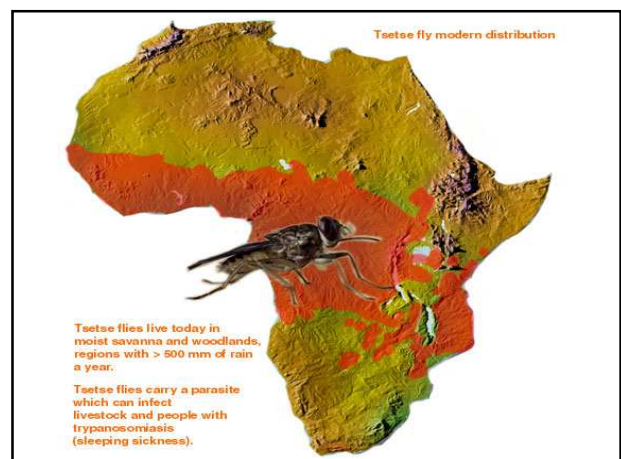 Tsetse fly modern distribution
Tsetse flies live today in
moist savanna and woodlands,
regions with > 500 mm of rain
a year.
Tsetse flies carry a parasite
which can infect
livestock and people with
trypanosomiasis
(sleeping sickness).